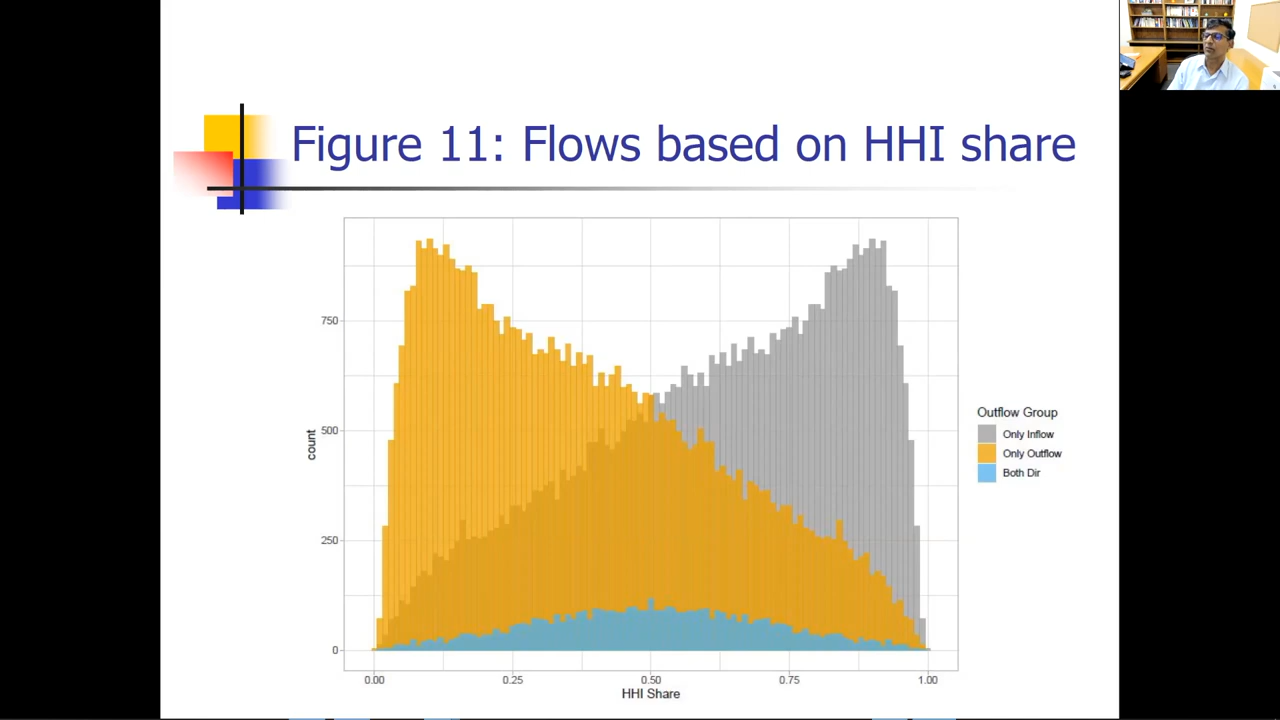 Figure 11: Flows based on HHI share
750
500
250
0
count
0.00 0.25 0.50 0.75 1.00
HHI Share
Outflow Group
Only Inflow
Only Outflow
Both Dir